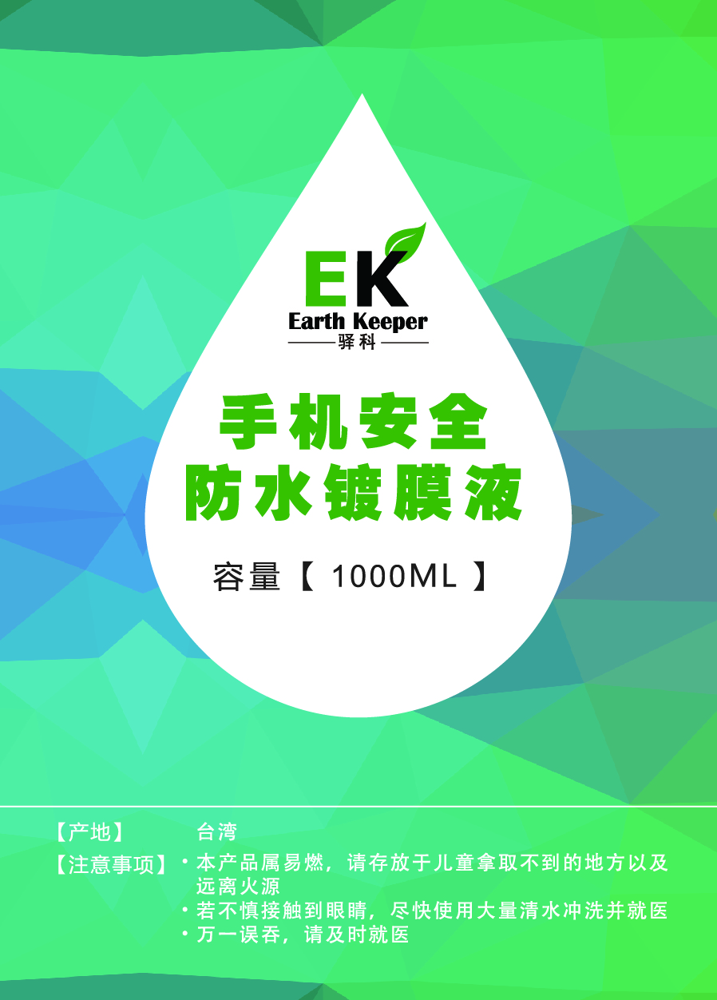 EK
Earth Keeper
驿科
手机安全
防水镀膜液
容量【 1000ML 】
【产地】 台湾
【注意事项】 • 本产品属易燃，请存放于儿童拿取不到的地方以及
远离火源
• 若不慎接触到眼睛，尽快使用大量清水冲洗并就医
• 万一误吞，请及时就医